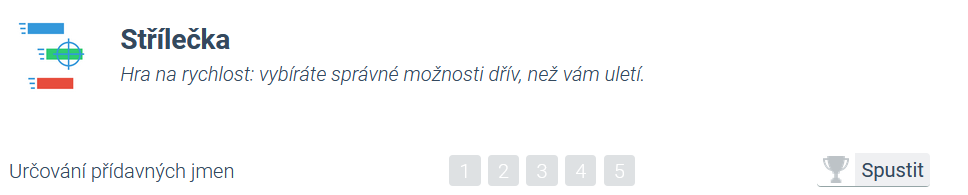 Střílečka
Hra na rychlost: vybíráte správné možnosti dřív, než vám uletí.
Určování přídavných jmen 1 2 3 4 5 Spustit